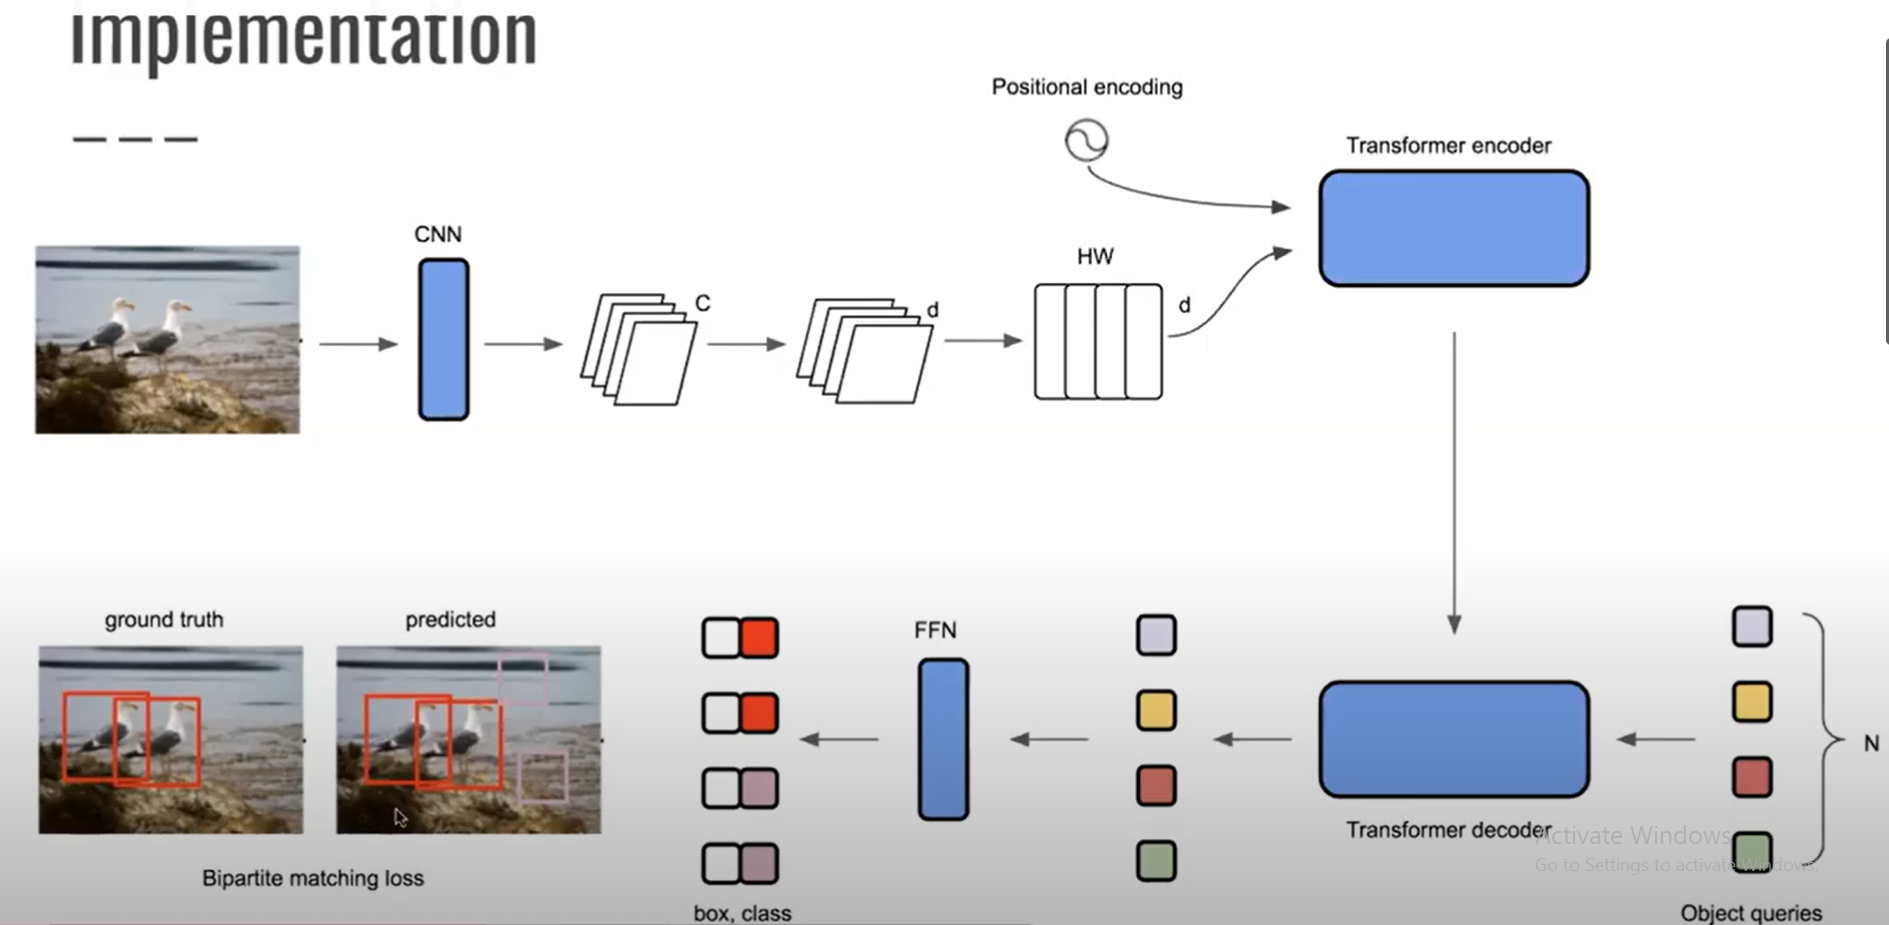 Implementation
Positional encoding
Transformer encoder
CNN
HW
C
d
d
ground truth
predicted
FFN
N
Transformer decoder
Activate Windows
Go to Settings to activate Windows.
Bipartite matching loss
box, class
Object queries